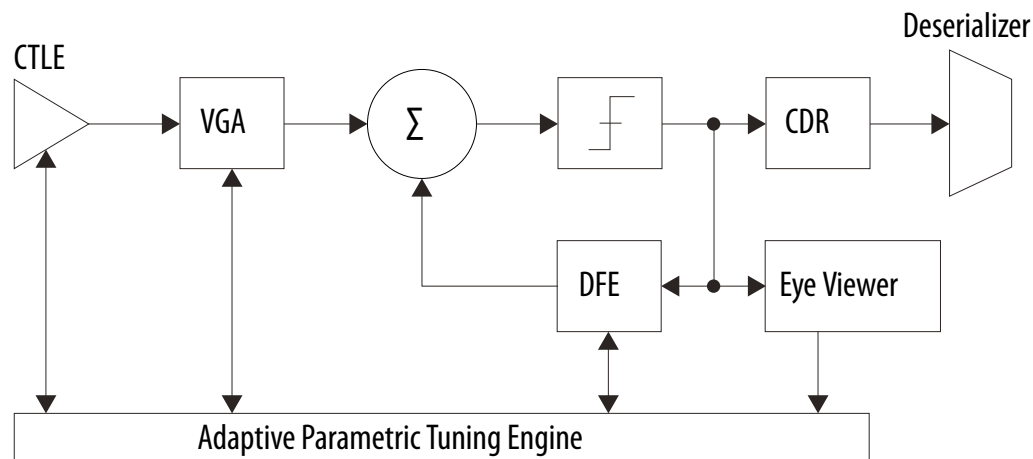 Deserializer
CTLE
VGA
Σ
CDR
DFE
Eye Viewer
Adaptive Parametric Tuning Engine